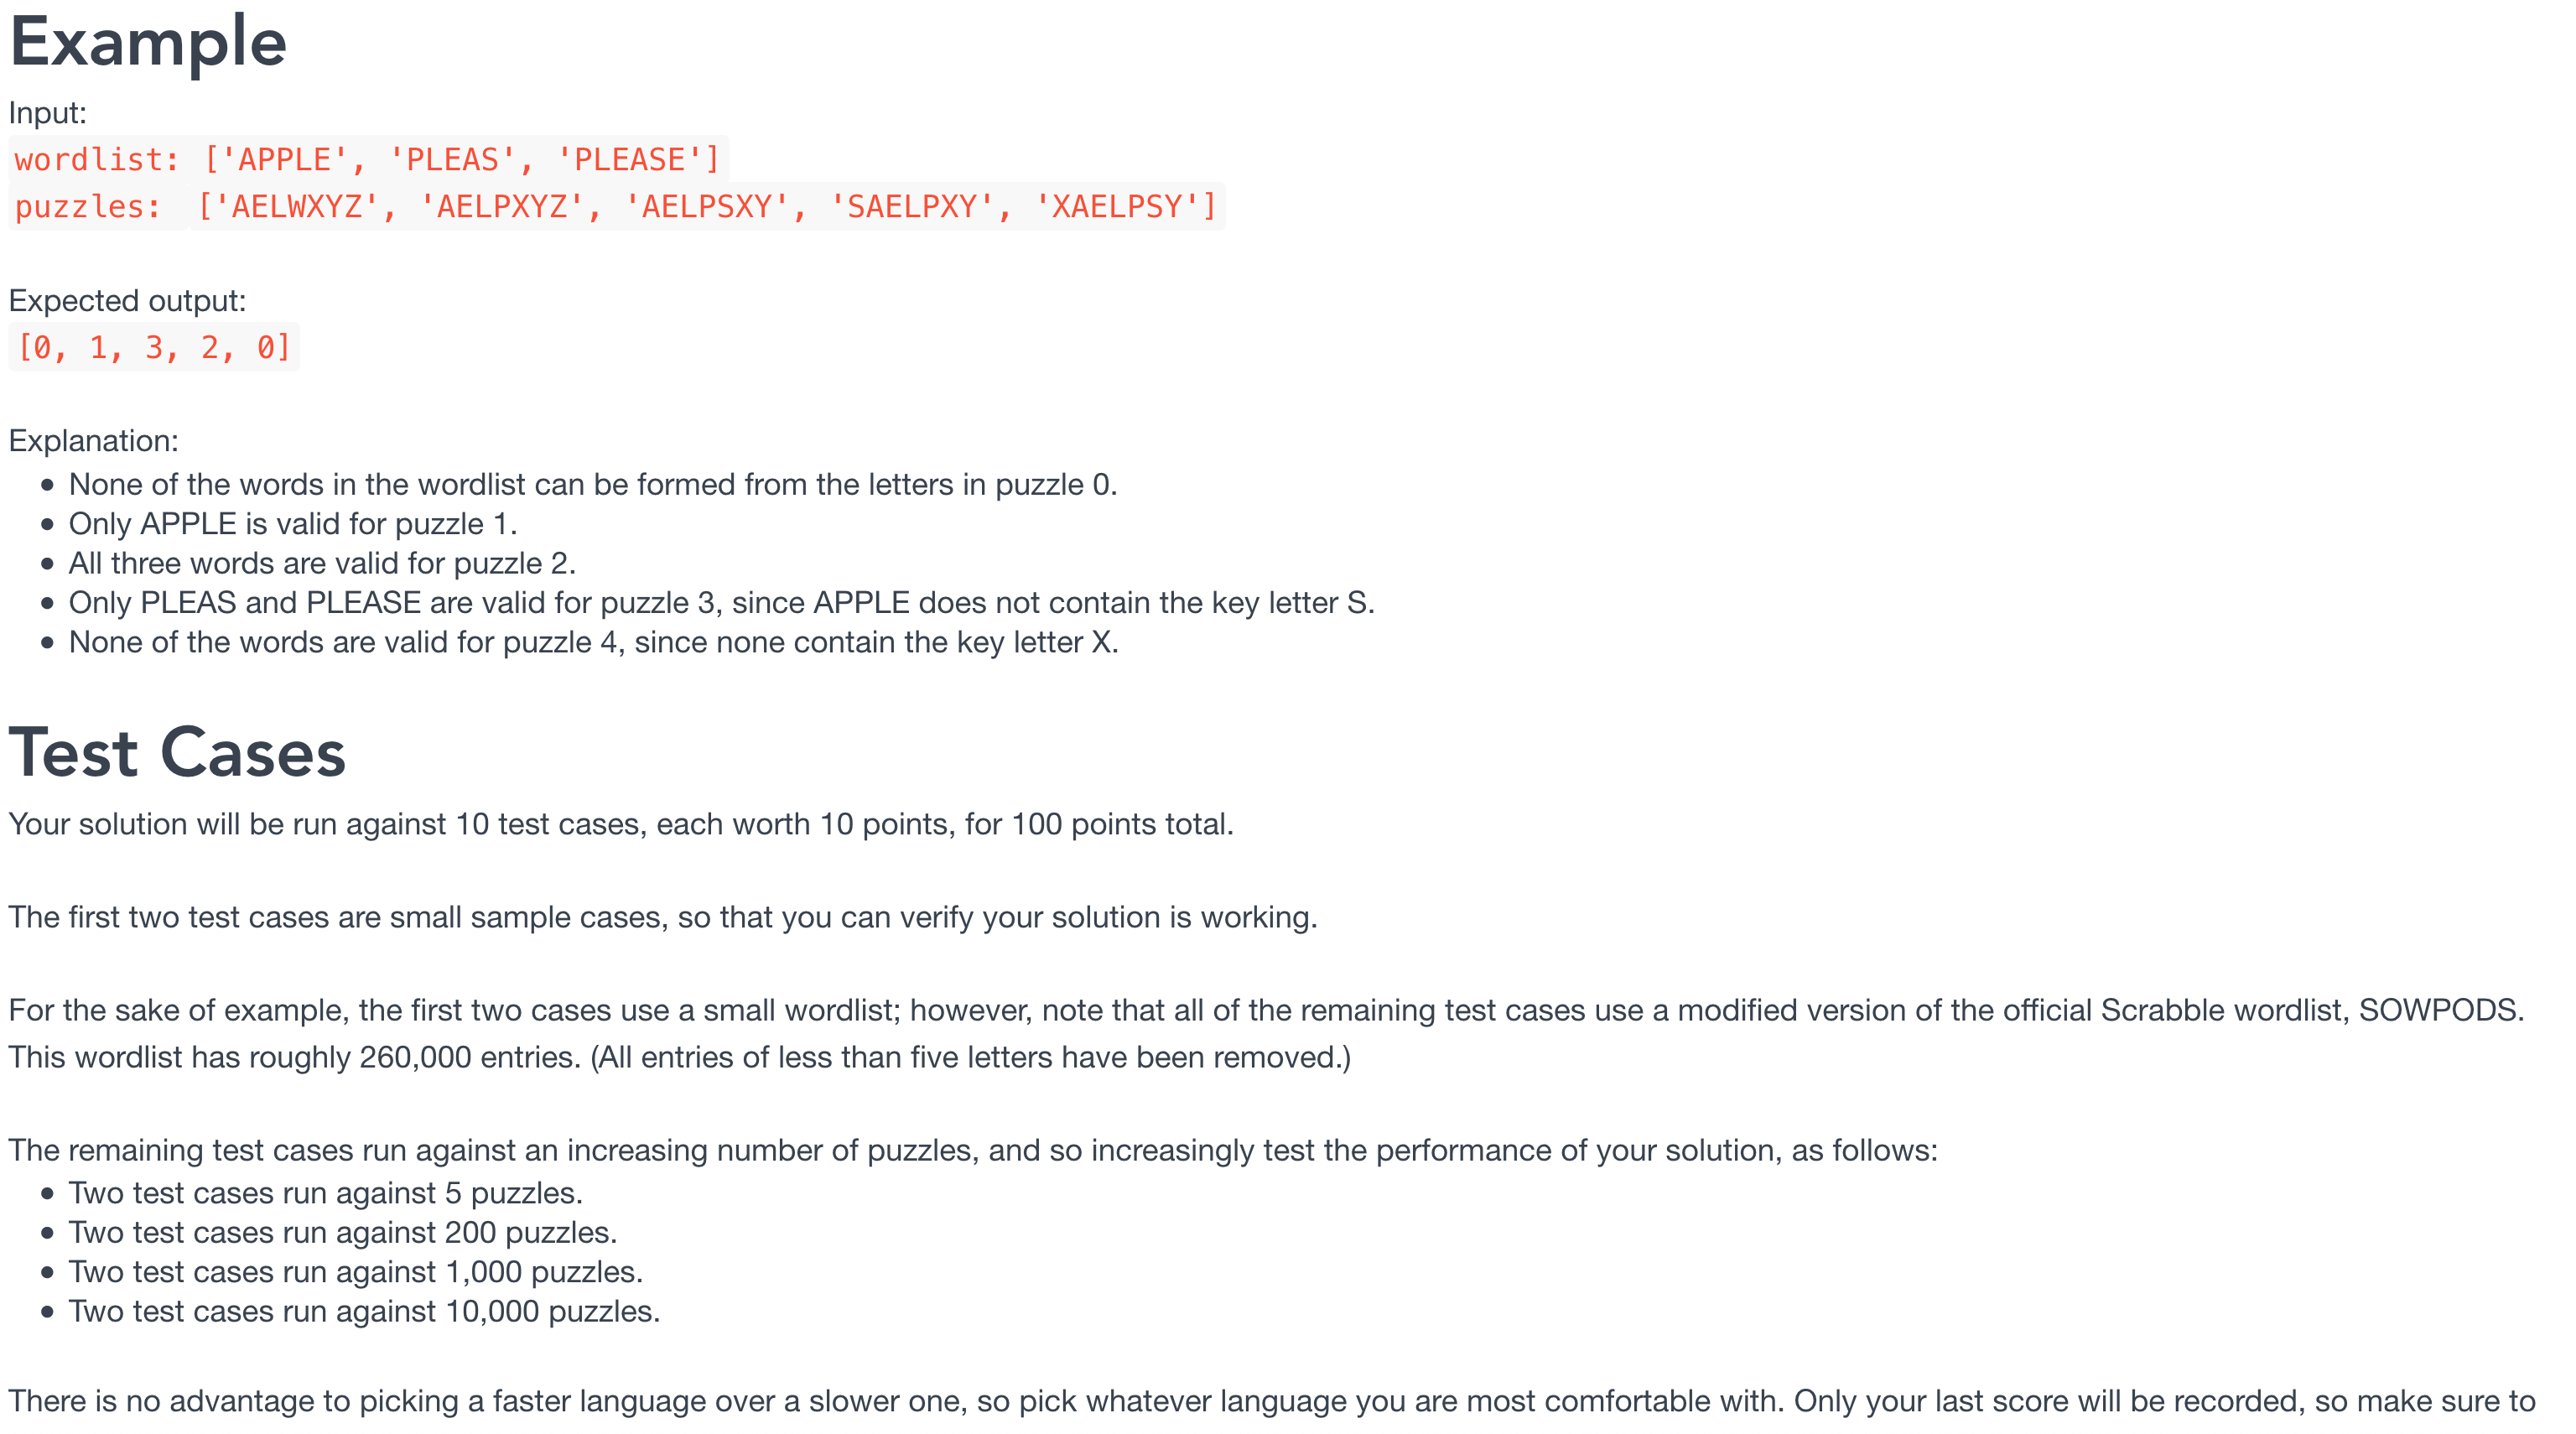 Example
Input:
wordlist: ['APPLE', 'PLEAS', 'PLEASE']
puzzles: ['AELWXYZ', 'AELPXYZ', 'AELPSXY', 'SAELPXY', 'XAELPSY']
Expected output:
[0, 1, 3, 2, 0]
Explanation:
• None of the words in the wordlist can be formed from the letters in puzzle 0.
• Only APPLE is valid for puzzle 1.
• All three words are valid for puzzle 2.
• Only PLEAS and PLEASE are valid for puzzle 3, since APPLE does not contain the key letter S.
• None of the words are valid for puzzle 4, since none contain the key letter X.
Test Cases
Your solution will be run against 10 test cases, each worth 10 points, for 100 points total.
The first two test cases are small sample cases, so that you can verify your solution is working.
For the sake of example, the first two cases use a small wordlist; however, note that all of the remaining test cases use a modified version of the official Scrabble wordlist, SOWPODS.
This wordlist has roughly 260,000 entries. (All entries of less than five letters have been removed.)
The remaining test cases run against an increasing number of puzzles, and so increasingly test the performance of your solution, as follows:
• Two test cases run against 5 puzzles.
• Two test cases run against 200 puzzles.
• Two test cases run against 1,000 puzzles.
• Two test cases run against 10,000 puzzles.
There is no advantage to picking a faster language over a slower one, so pick whatever language you are most comfortable with. Only your last score will be recorded, so make sure to